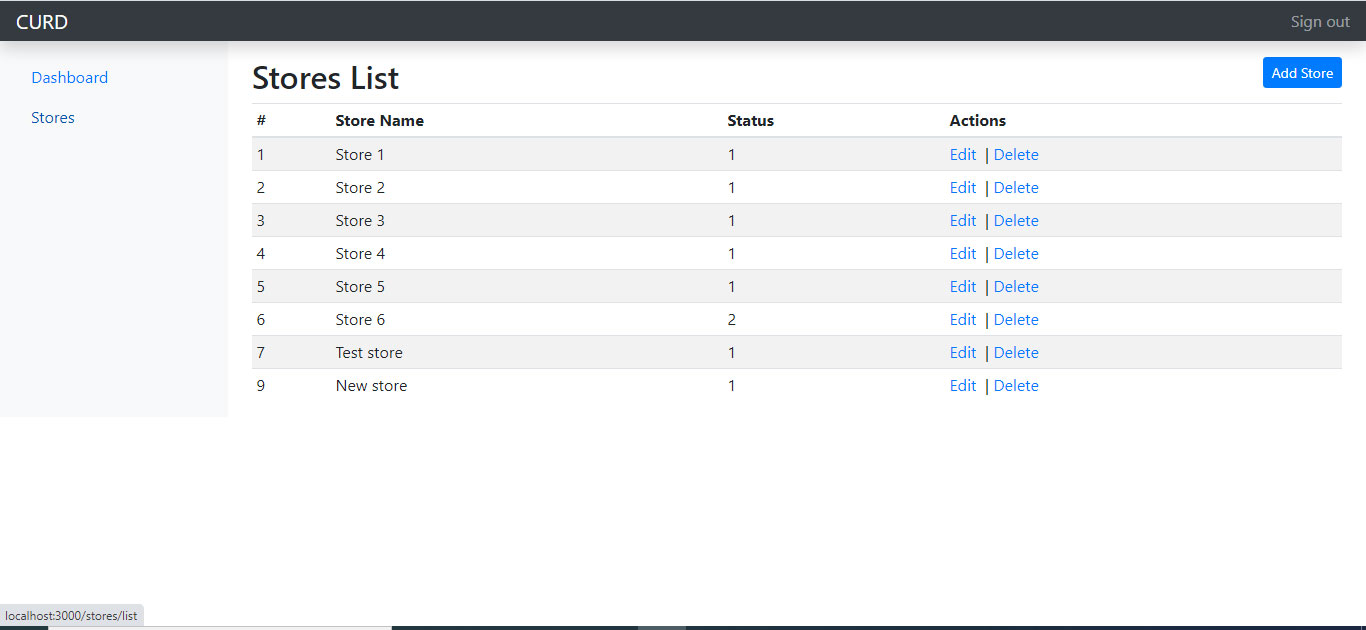 CURD Sign out
Dashboard
Stores
Stores List Add Store
# Store Name Status Actions
1 Store 1 1 Edit | Delete
2 Store 2 1 Edit | Delete
3 Store 3 1 Edit | Delete
4 Store 4 1 Edit | Delete
5 Store 5 1 Edit | Delete
6 Store 6 2 Edit | Delete
7 Test store 1 Edit | Delete
9 New store 1 Edit | Delete
localhost:3000/stores/list